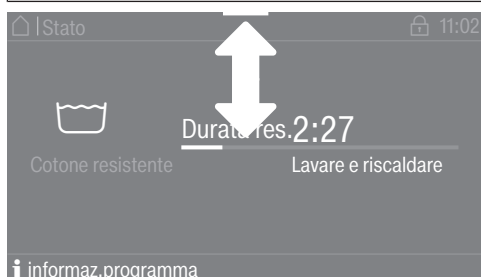 Stato 11:02
Durata res. 2:27
Cotone resistente Lavare e riscaldare
i informaz.programma